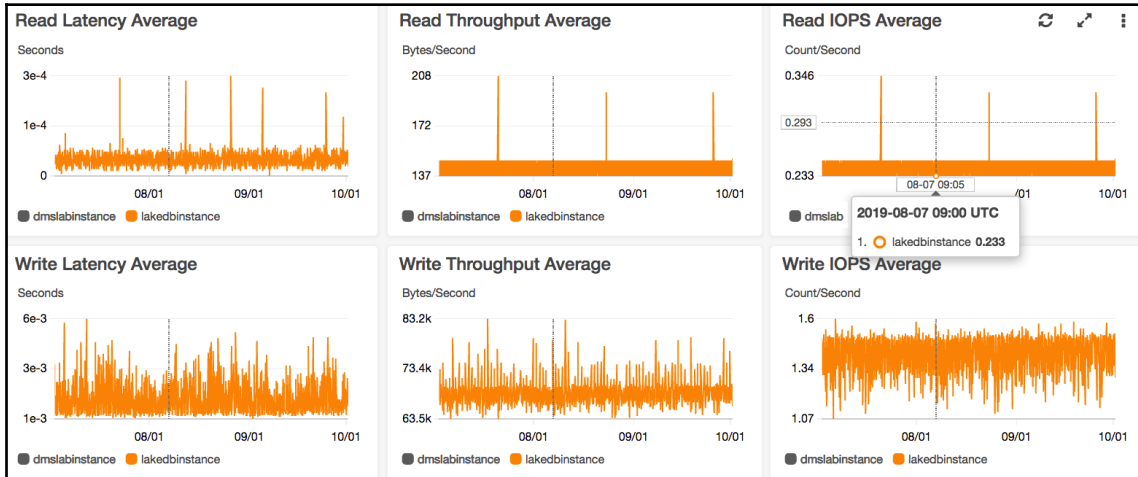 Read Latency Average
Seconds
3e-4
1e-4
0
08/01 09/01 10/01
dmslabinstance lakedbinstance
Read Throughput Average
Bytes/Second
208
172
137
08/01 09/01 10/01
dmslabinstance lakedbinstance
Read IOPS Average
Count/Second
0.346
0.293
0.233
08-07 09:05
/01 10/01
dmslab
2019-08-07 09:00 UTC
1. lakedbinstance 0.233
Write Latency Average
Seconds
6e-3
3e-3
1e-3
08/01 09/01 10/01
dmslabinstance lakedbinstance
Write Throughput Average
Bytes/Second
83.2k
73.4k
63.5k
08/01 09/01 10/01
dmslabinstance lakedbinstance
Write IOPS Average
Count/Second
1.6
1.34
1.07
08/01 09/01 10/01
dmslabinstance lakedbinstance